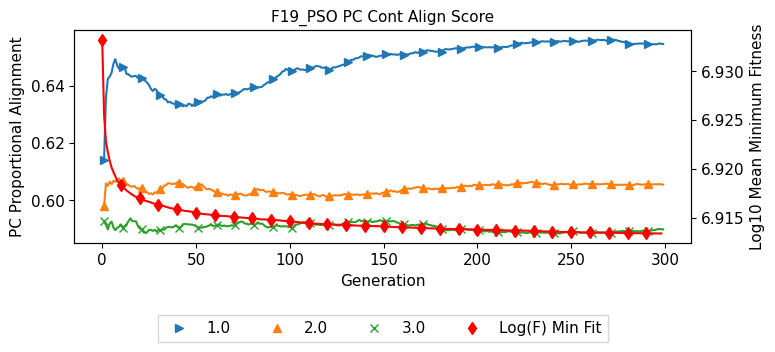 F19_PSO PC Cont Align Score
PC Proportional Alignment
0.64
0.62
0.60
6.930
6.925
6.920
6.915
Log10 Mean Minimum Fitness
0 50 100 150 200 250 300
Generation
1.0 2.0 3.0 Log(F) Min Fit